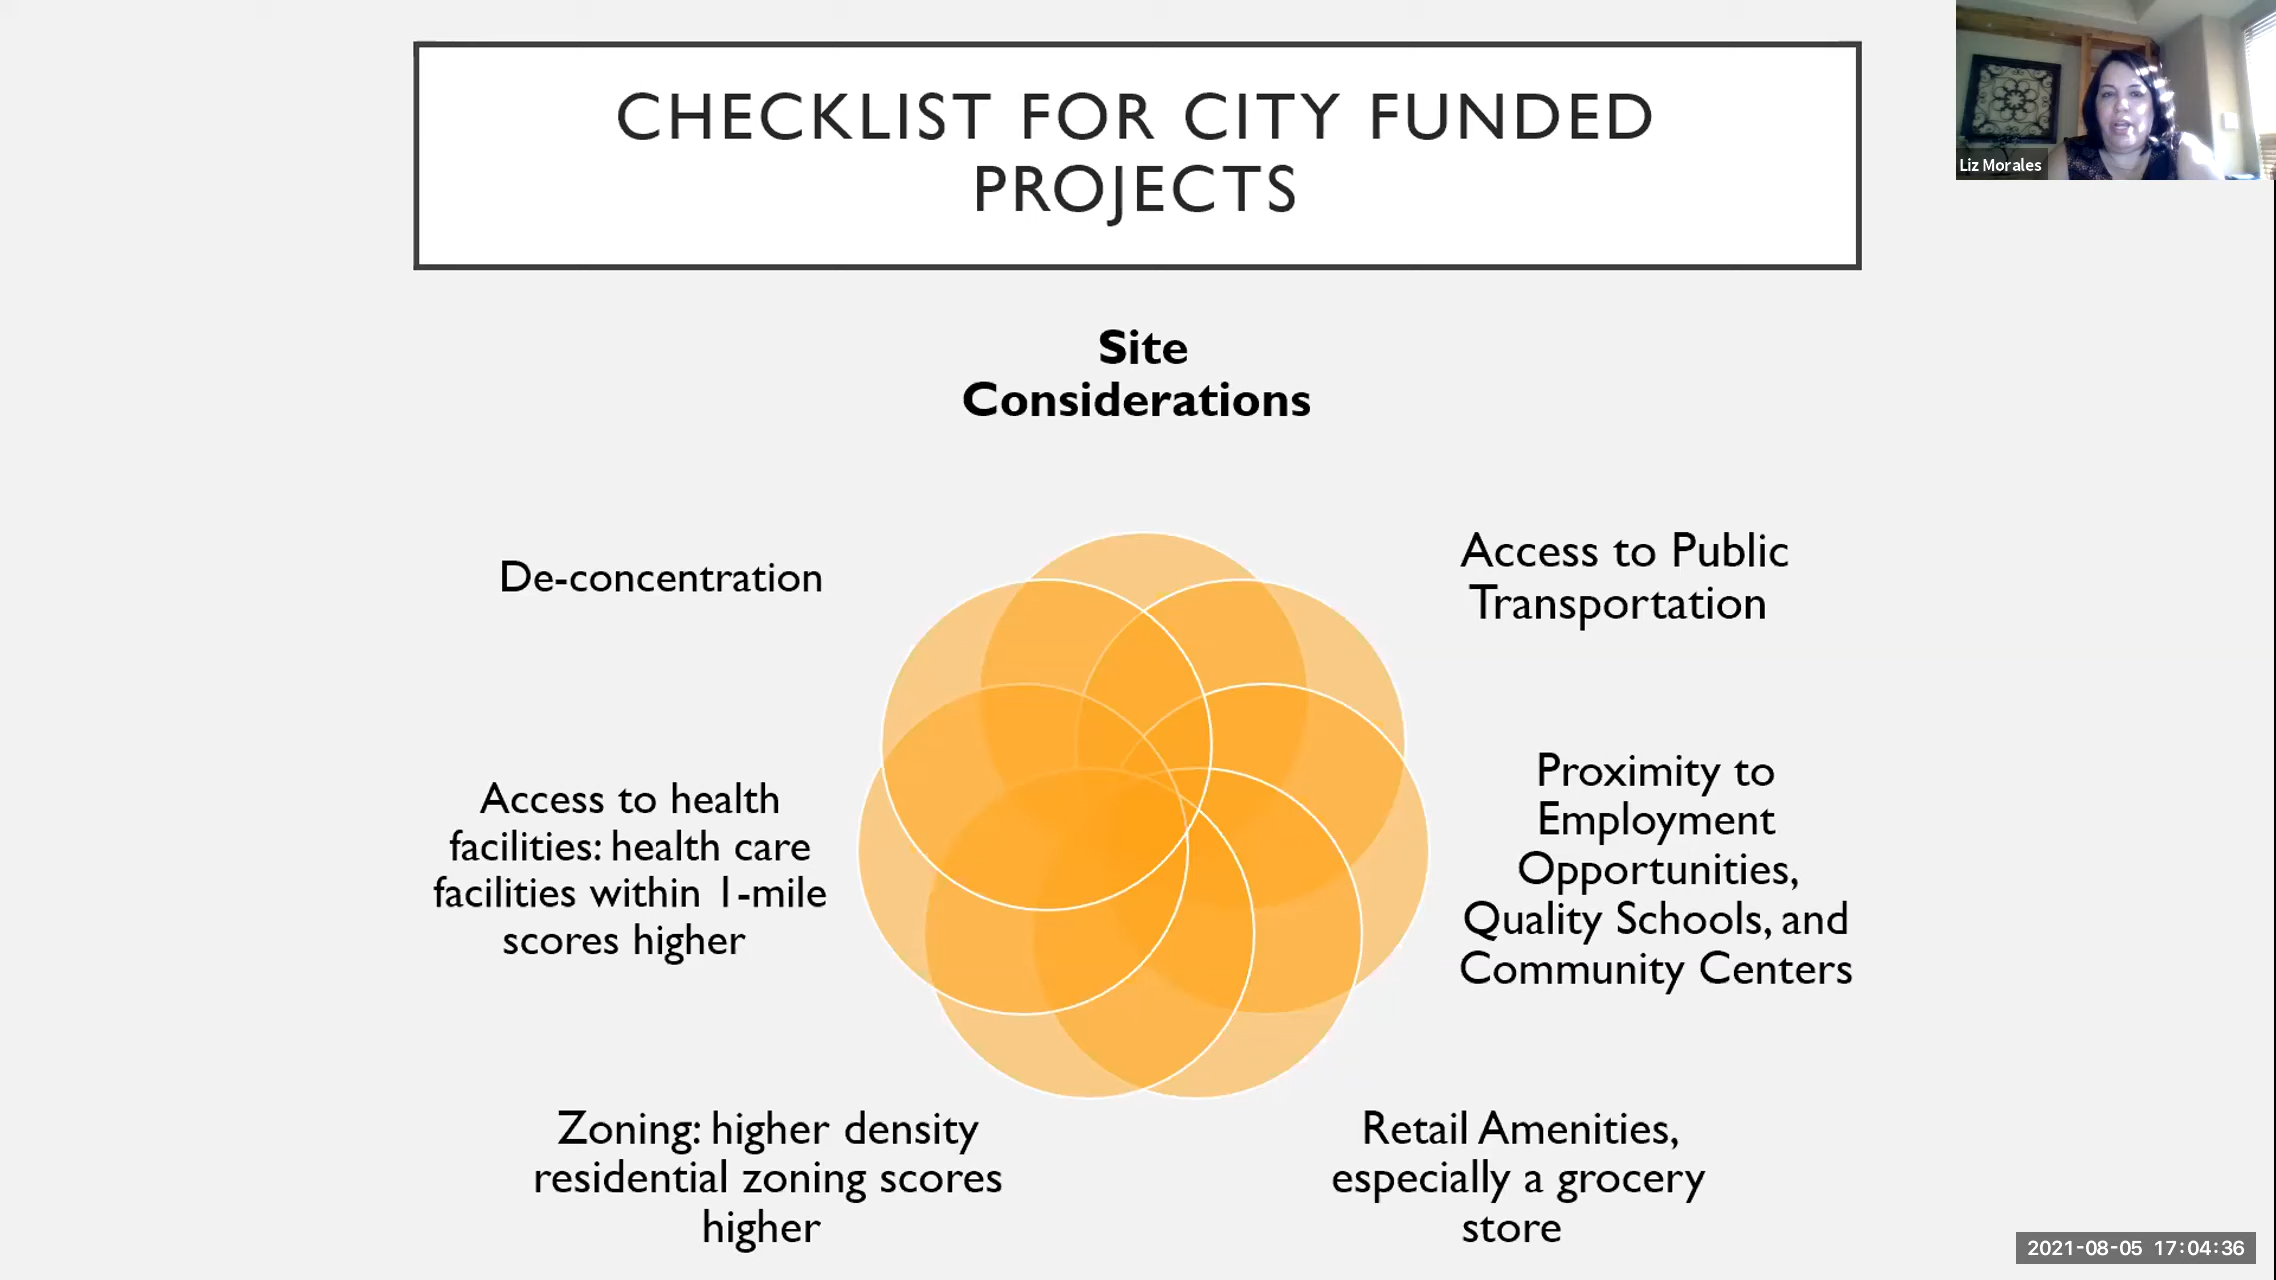 CHECKLIST FOR CITY FUNDED
PROJECTS
Liz Morales
Site
Considerations
De-concentration
Access to Public
Transportation
Access to health
facilities: health care
facilities within 1-mile
scores higher
Proximity to
Employment
Opportunities,
Quality Schools, and
Community Centers
Zoning: higher density
residential zoning scores
higher
Retail Amenities,
especially a grocery
store
2021-08-05 17:04:36